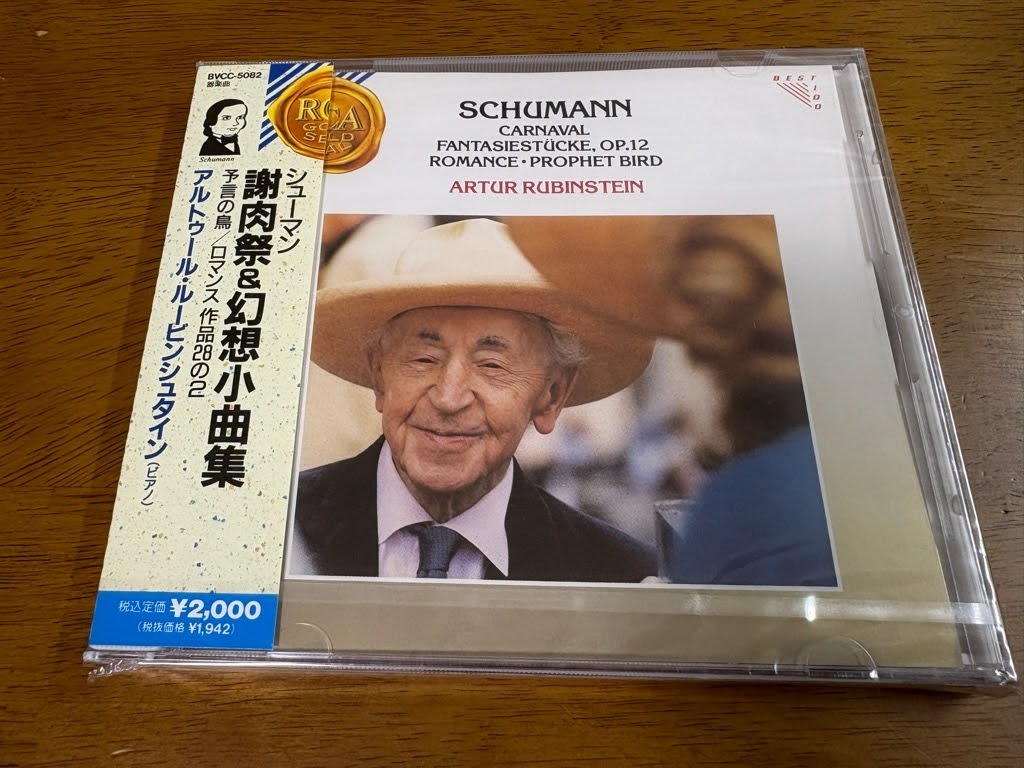 BVCC-5082
器楽曲
Schumann
シューマン
謝肉祭&幻想小曲集
予言の鳥/ロマンス 作品28の2
アルトゥール・ルービンシュタイン(ピアノ)
税込定価 ¥2,000
(税抜価格 ¥1,942)
RCA
GOLD
SEAL
BEST
100
SCHUMANN
CARNAVAL
FANTASIESTÜCKE, OP.12
ROMANCE・PROPHET BIRD
ARTUR RUBINSTEIN